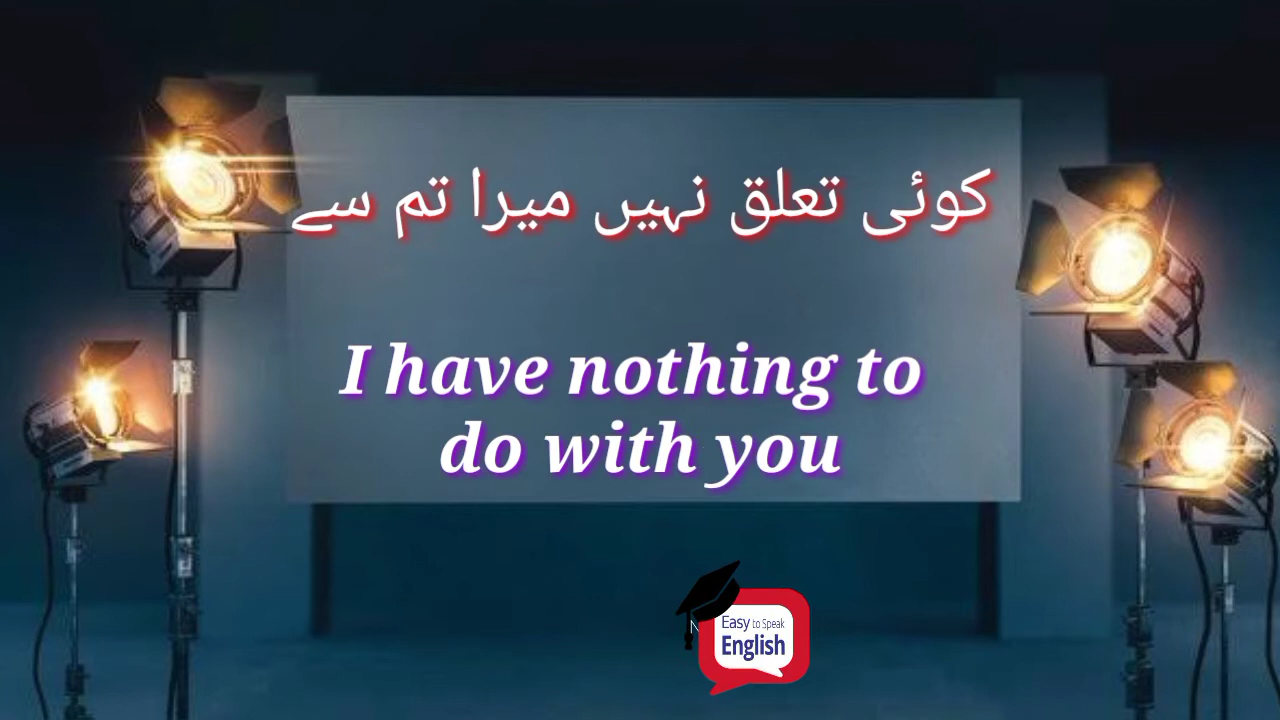 کوئی تعلق نہیں میرا تم سے
I have nothing to
do with you
Easy to Speak
English